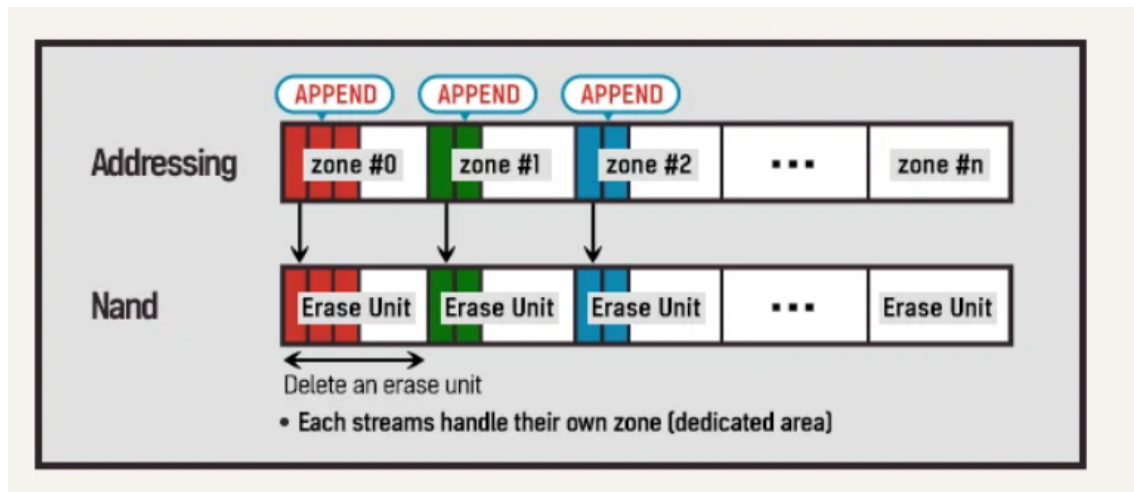 APPEND APPEND APPEND
Addressing zone #0 zone #1 zone #2 ... zone #n
Nand Erase Unit Erase Unit Erase Unit ... Erase Unit
Delete an erase unit
• Each streams handle their own zone (dedicated area)